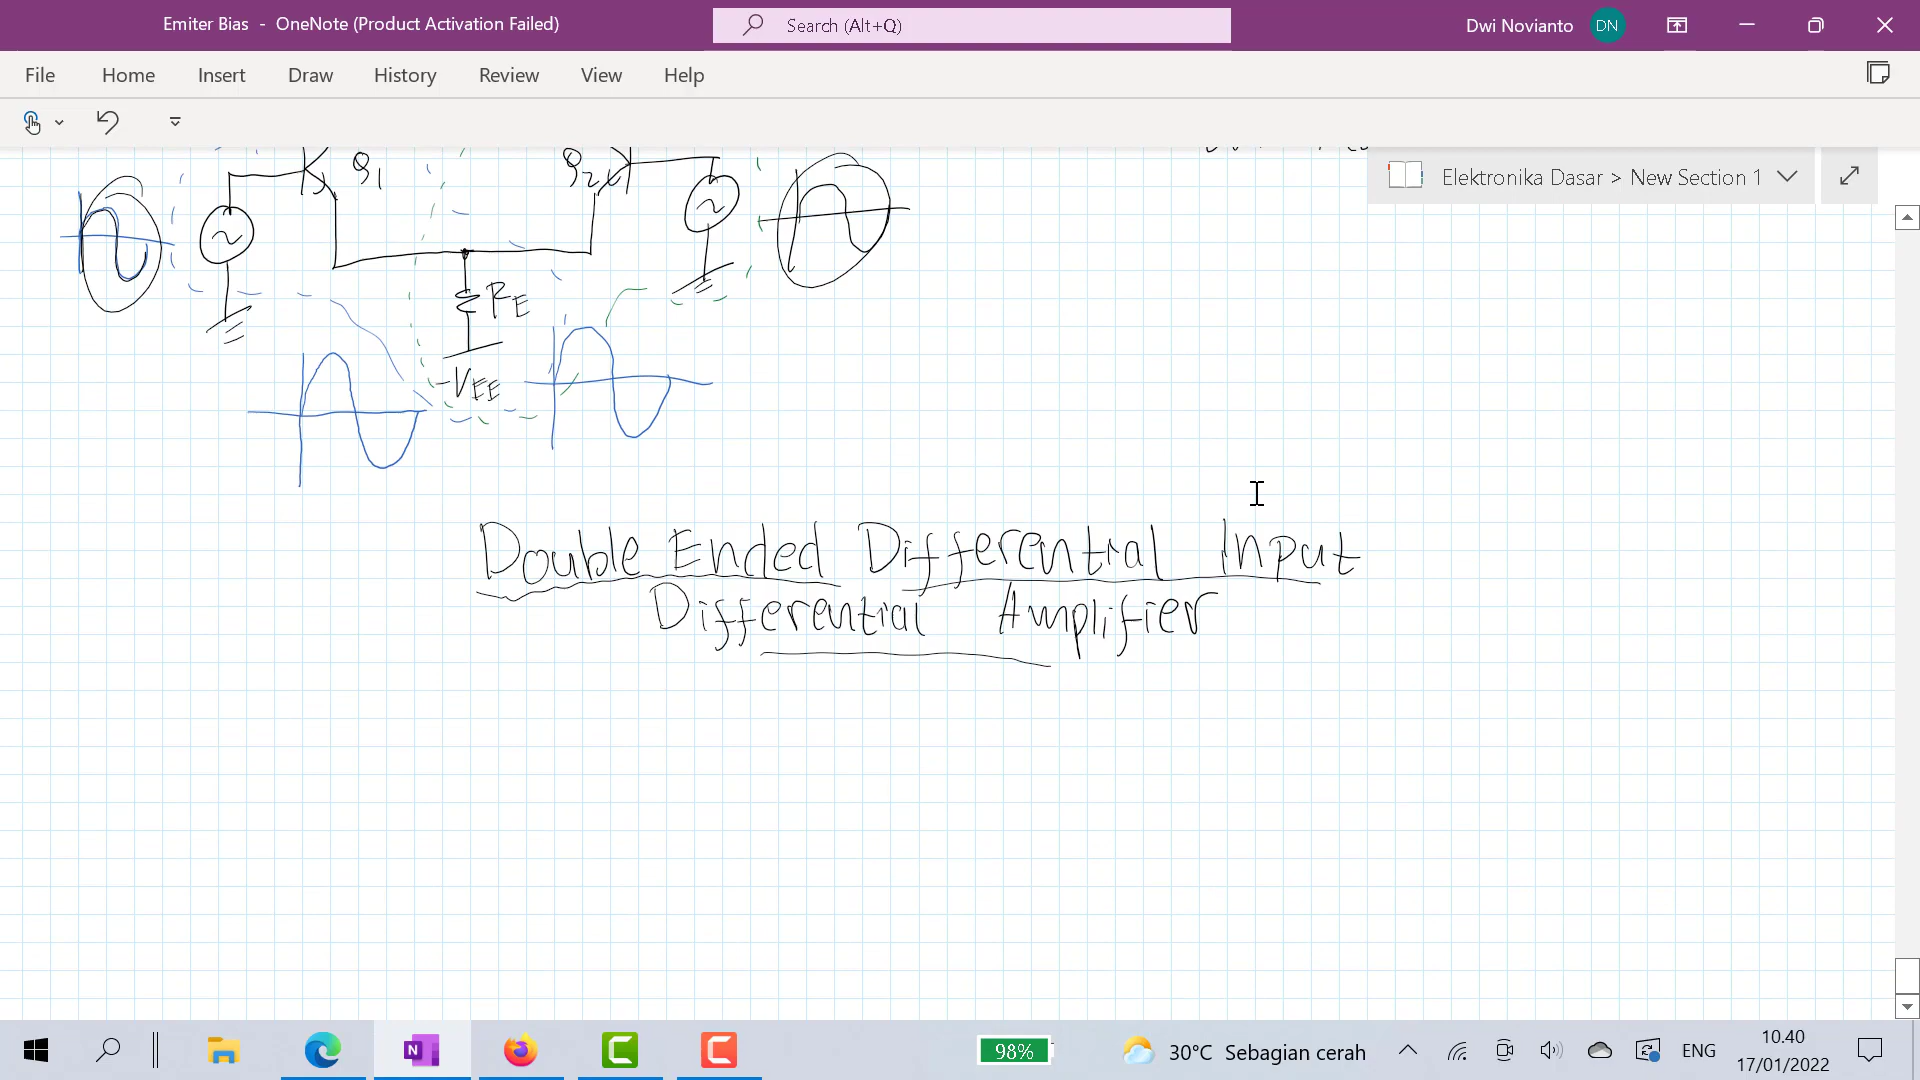 Emiter Bias - OneNote (Product Activation Failed)
Search (Alt+Q)
Dwi Novianto
DN
File Home Insert Draw History Review View Help
Elektronika Dasar > New Section 1
Q1
Q2
RE
-VEE
Double Ended Differential Input
Differential Amplifier
98%
30°C Sebagian cerah
ENG
10.40
17/01/2022